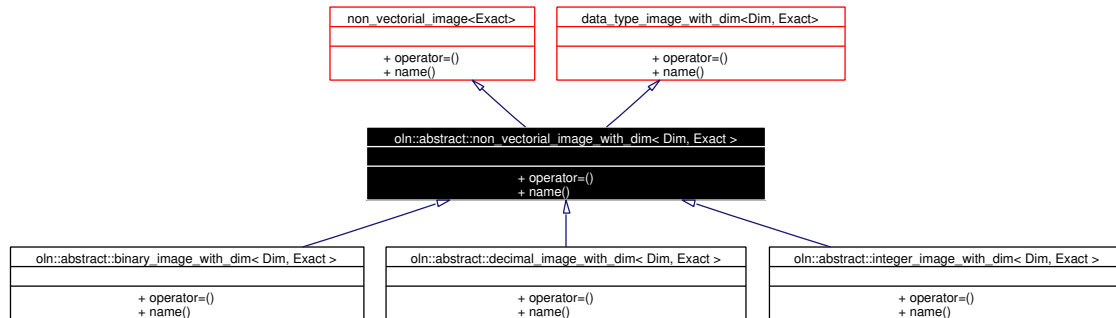 non_vectorial_image<Exact>
+ operator=()
+ name()
data_type_image_with_dim<Dim, Exact>
+ operator=()
+ name()
oln::abstract::non_vectorial_image_with_dim< Dim, Exact >
+ operator=()
+ name()
oln::abstract::binary_image_with_dim< Dim, Exact >
+ operator=()
+ name()
oln::abstract::decimal_image_with_dim< Dim, Exact >
+ operator=()
+ name()
oln::abstract::integer_image_with_dim< Dim, Exact >
+ operator=()
+ name()